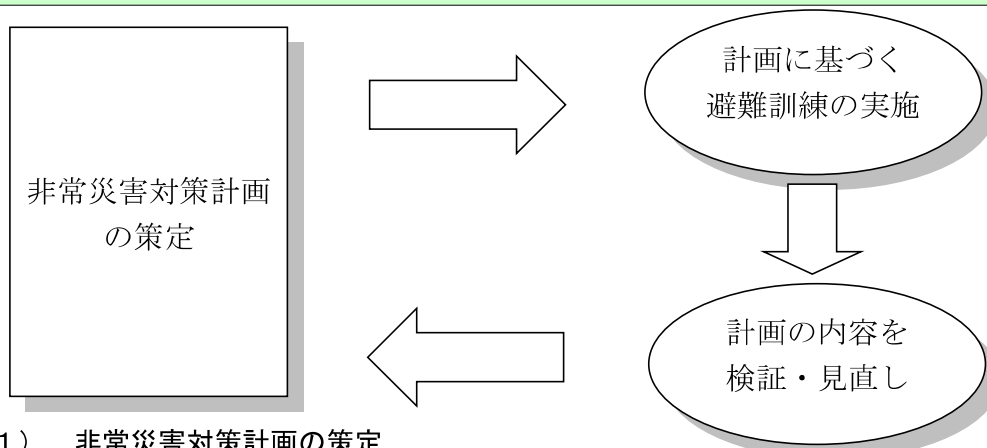 計画に基づく
避難訓練の実施
非常災害対策計画
の策定
計画の内容を
検証・見直し
1） 非常災害対策計画の策定